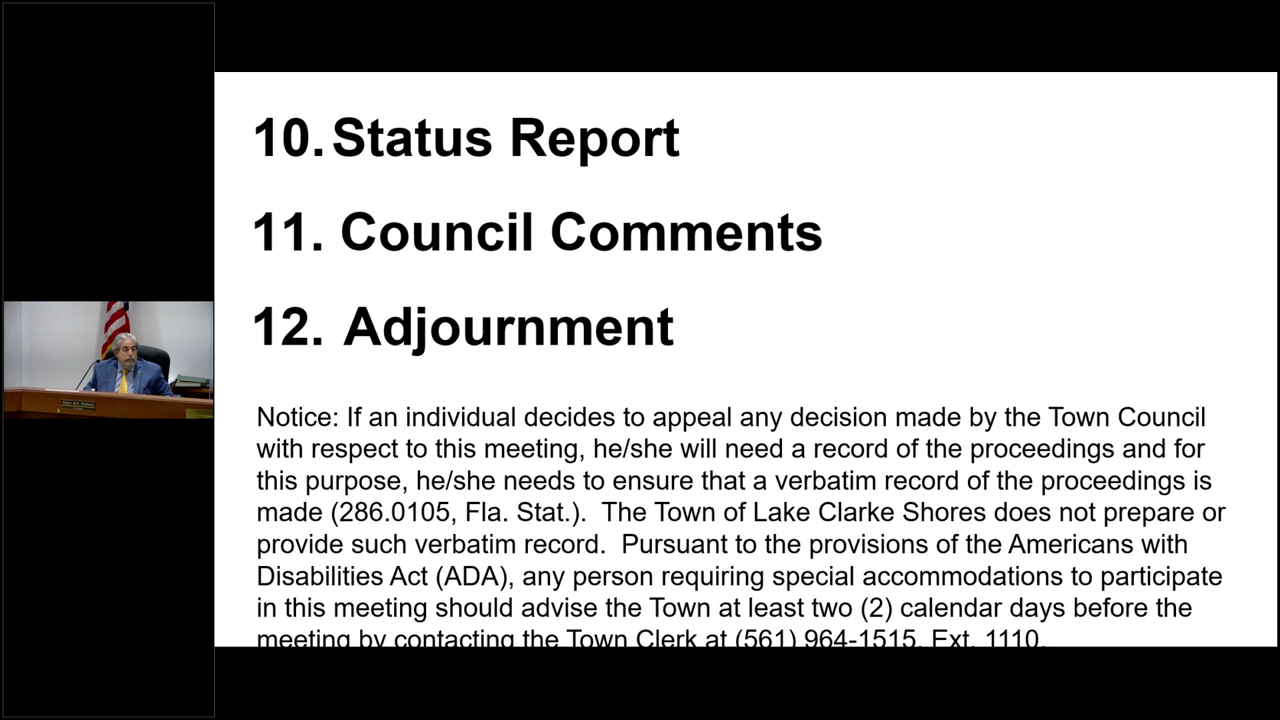 10. Status Report
11. Council Comments
12. Adjournment
Notice: If an individual decides to appeal any decision made by the Town Council
with respect to this meeting, he/she will need a record of the proceedings and for
this purpose, he/she needs to ensure that a verbatim record of the proceedings is
made (286.0105, Fla. Stat.). The Town of Lake Clarke Shores does not prepare or
provide such verbatim record. Pursuant to the provisions of the Americans with
Disabilities Act (ADA), any person requiring special accommodations to participate
in this meeting should advise the Town at least two (2) calendar days before the
meeting by contacting the Town Clerk at (561) 964-1515, Ext. 1110.